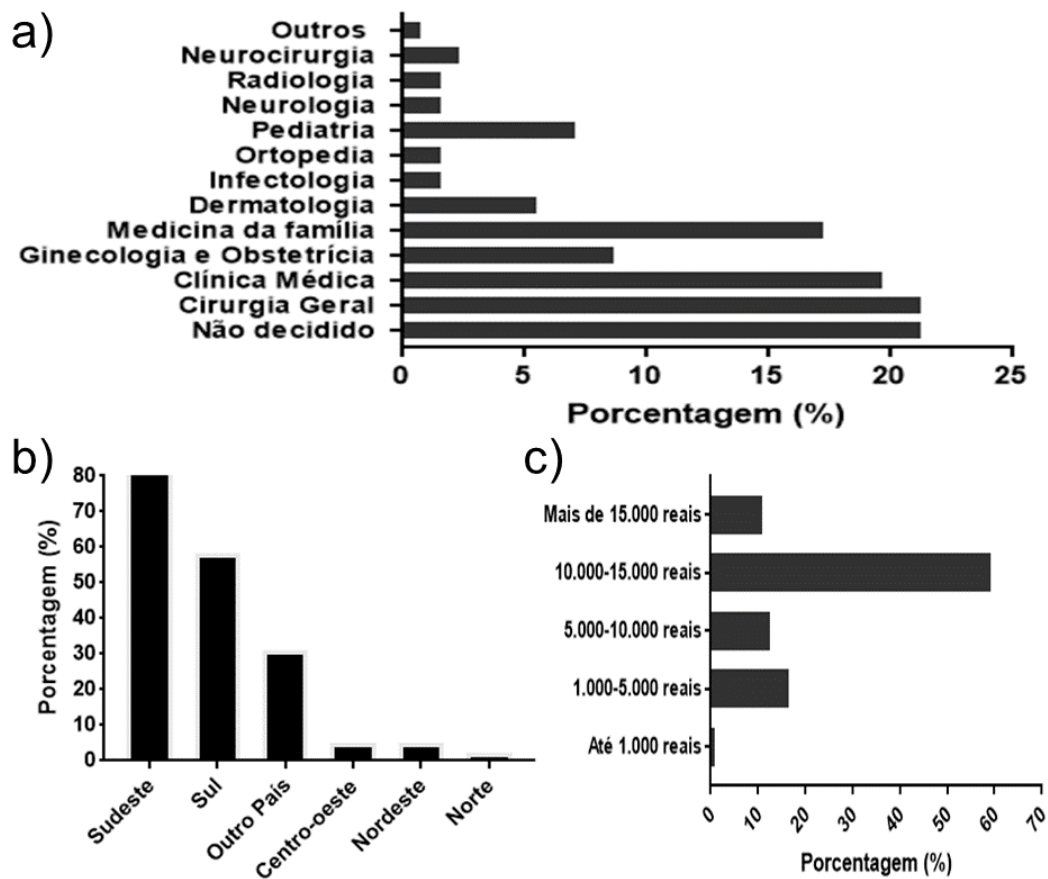 a)
Outros
Neurocirurgia
Radiologia
Neurologia
Pediatria
Ortopedia
Infectologia
Dermatologia
Medicina da família
Ginecologia e Obstetrícia
Clínica Médica
Cirurgia Geral
Não decidido
0 5 10 15 20 25
Porcentagem (%)
b)
Porcentagem (%)
80
70
60
50
40
30
20
10
0
Sudeste
Sul
Outro País
Centro-oeste
Nordeste
Norte
c)
Mais de 15.000 reais
10.000-15.000 reais
5.000-10.000 reais
1.000-5.000 reais
Até 1.000 reais
0 10 20 30 40 50 60 70
Porcentagem (%)